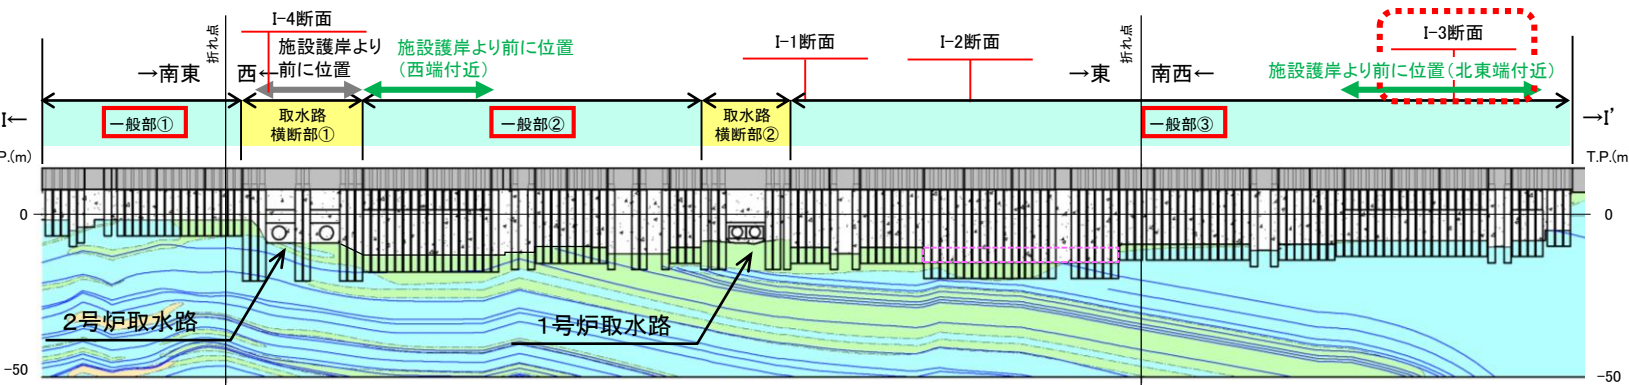 I-4断面
折れ点
施設護岸より
前に位置
施設護岸より前に位置
(西端付近)
I-1断面
I-2断面
折れ点
I-3断面
→南東
西←
→東
南西←
施設護岸より前に位置(北東端付近)
I←
一般部①
取水路
横断部①
一般部②
取水路
横断部②
一般部③
→I’
P.(m)
T.P.(m
0
0
2号炉取水路
1号炉取水路
-50
-50